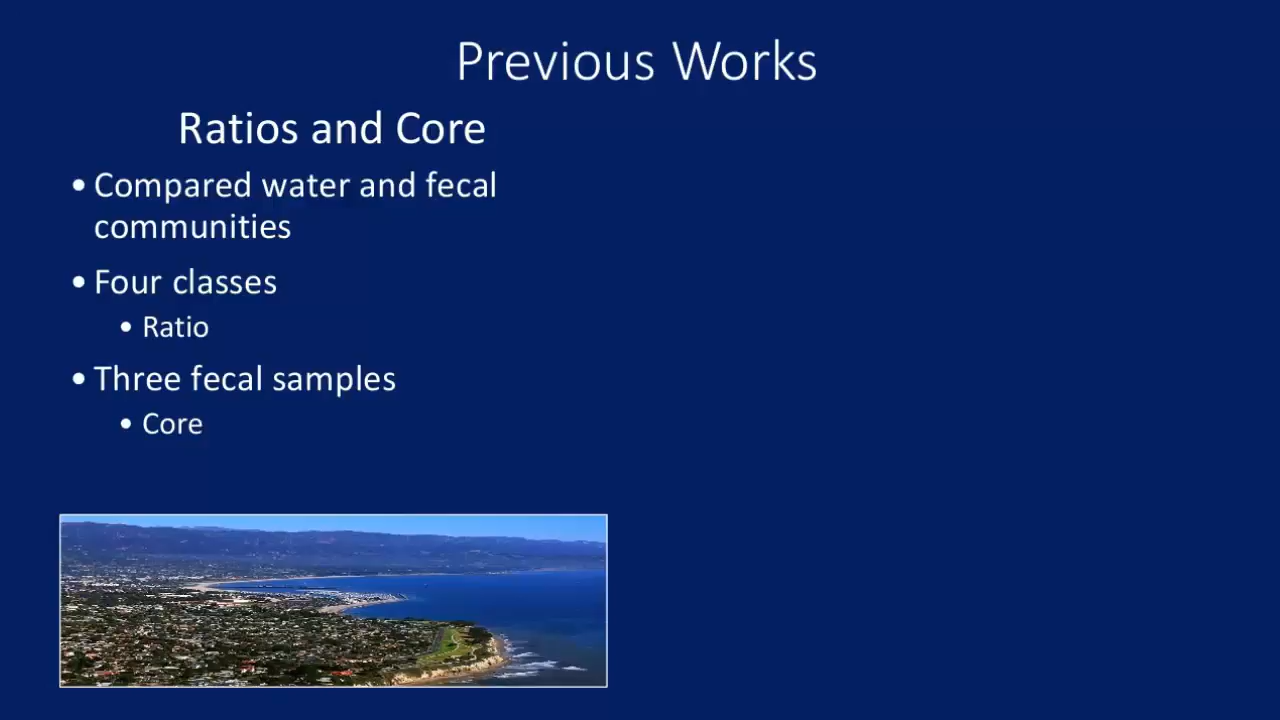 Previous Works
Ratios and Core
• Compared water and fecal
communities
• Four classes
• Ratio
• Three fecal samples
• Core